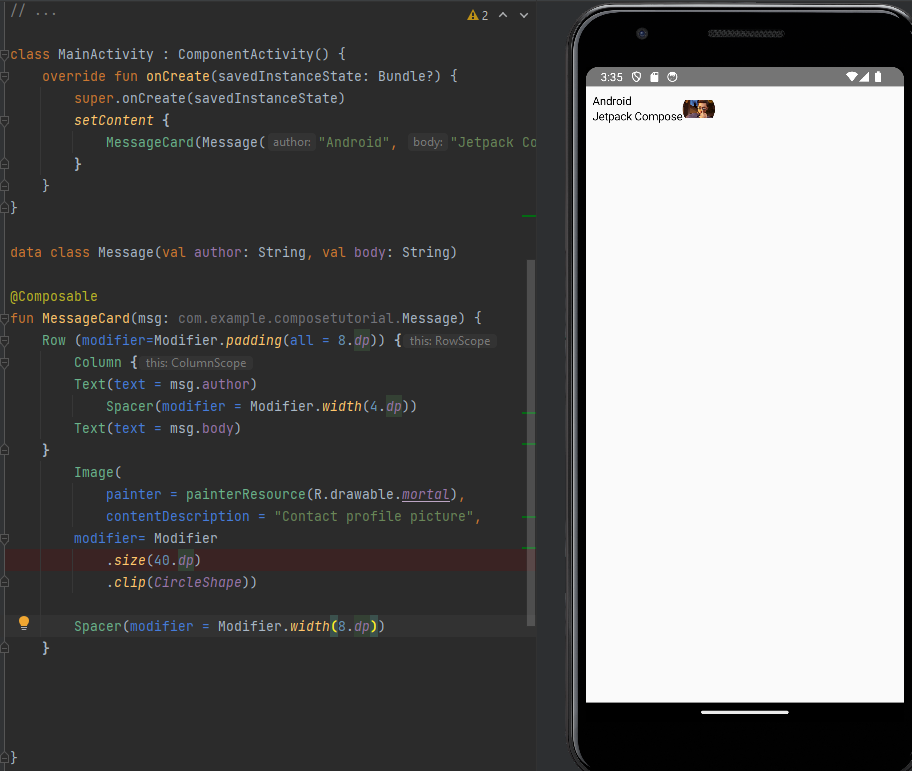 // ...
2
class MainActivity : ComponentActivity() {
override fun onCreate(savedInstanceState: Bundle?) {
super.onCreate(savedInstanceState)
setContent {
MessageCard(Message( author: "Android", body: "Jetpack Co
}
}
}
data class Message(val author: String, val body: String)
@Composable
fun MessageCard(msg: com.example.composetutorial.Message) {
Row (modifier=Modifier.padding(all = 8.dp)) { this: RowScope
Column { this: ColumnScope
Text(text = msg.author)
Spacer(modifier = Modifier.width(4.dp))
Text(text = msg.body)
}
Image(
painter = painterResource(R.drawable.mortal),
contentDescription = "Contact profile picture",
modifier= Modifier
.size(40.dp)
.clip(CircleShape))
Spacer(modifier = Modifier.width(8.dp))
}
}
3:35
Android
Jetpack Compose